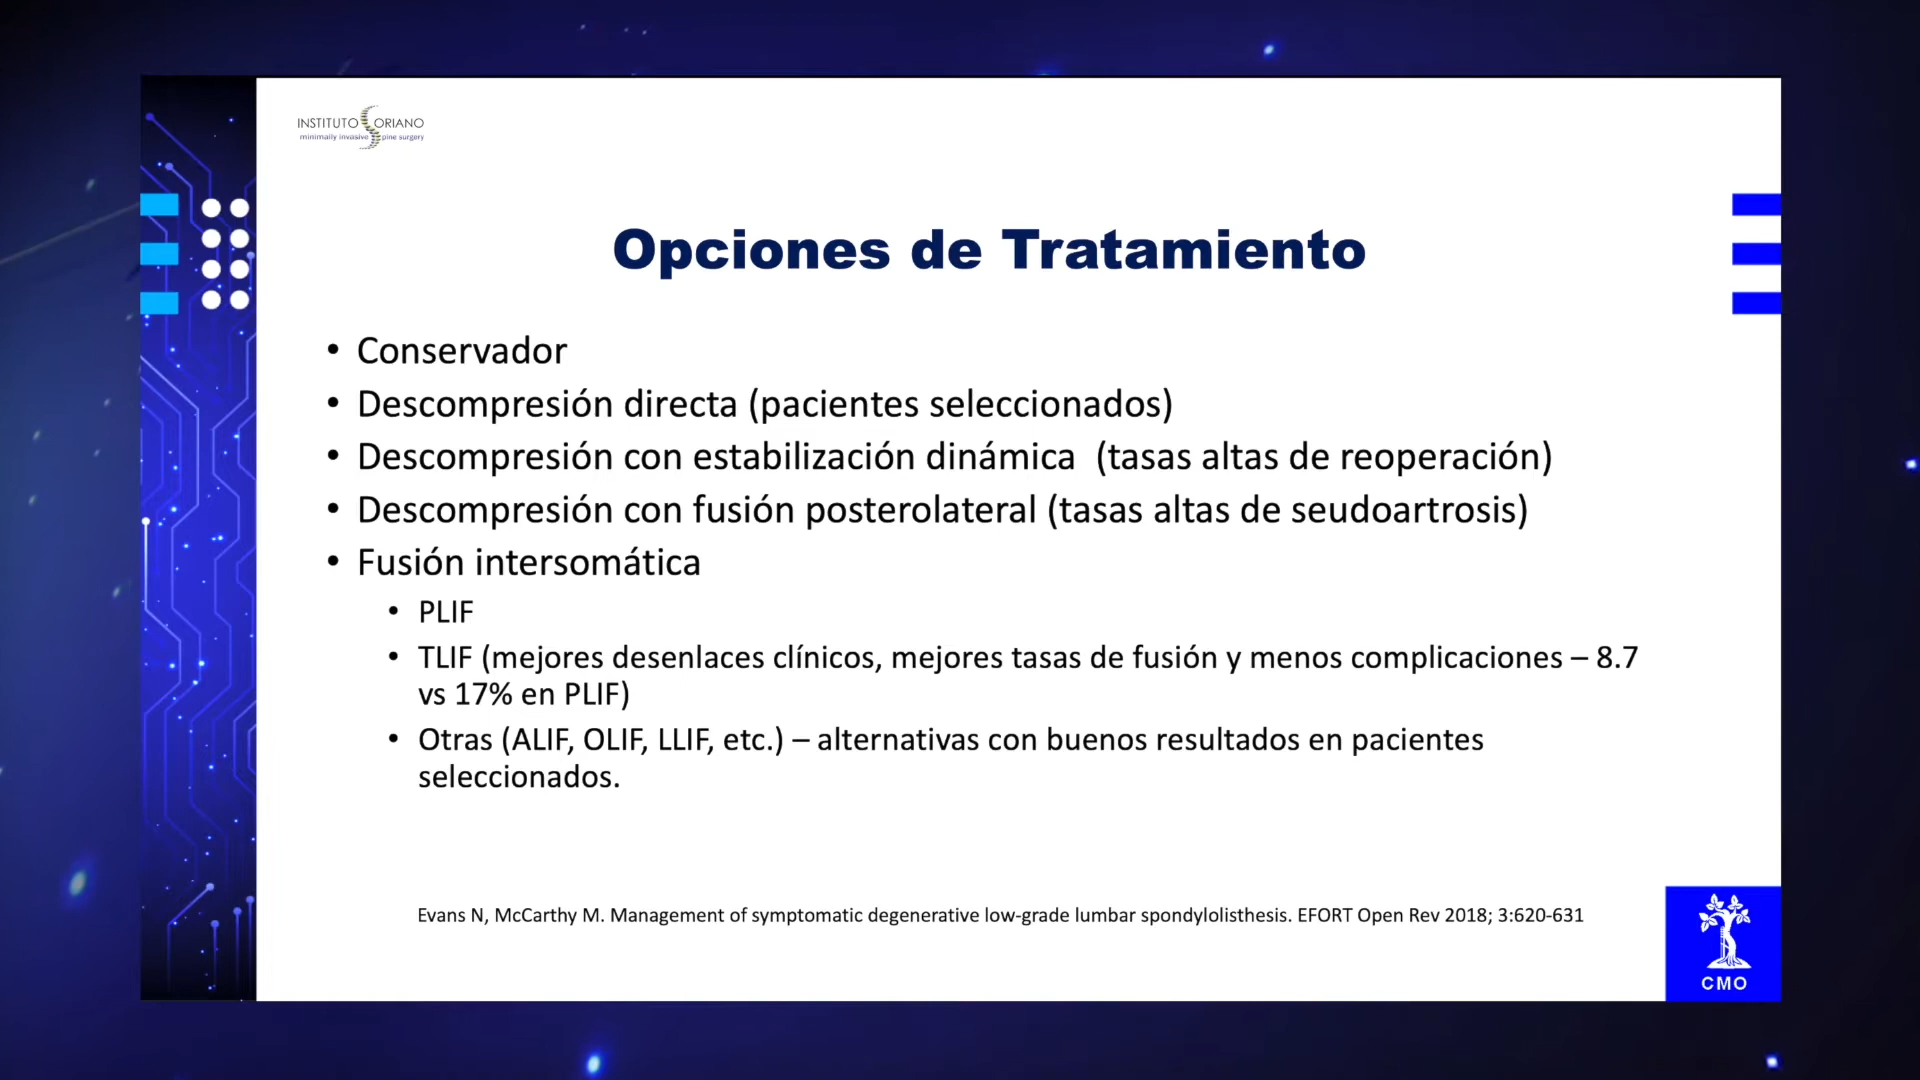 INSTITUTO SORIANO
minimally invasive spine surgery
Opciones de Tratamiento
• Conservador
• Descompresión directa (pacientes seleccionados)
• Descompresión con estabilización dinámica  (tasas altas de reoperación)
• Descompresión con fusión posterolateral (tasas altas de seudoartrosis)
• Fusión intersomática
• PLIF
• TLIF (mejores desenlaces clínicos, mejores tasas de fusión y menos complicaciones – 8.7
vs 17% en PLIF)
• Otras (ALIF, OLIF, LLIF, etc.) – alternativas con buenos resultados en pacientes
seleccionados.
Evans N, McCarthy M. Management of symptomatic degenerative low-grade lumbar spondylolisthesis. EFORT Open Rev 2018; 3:620-631
CMO